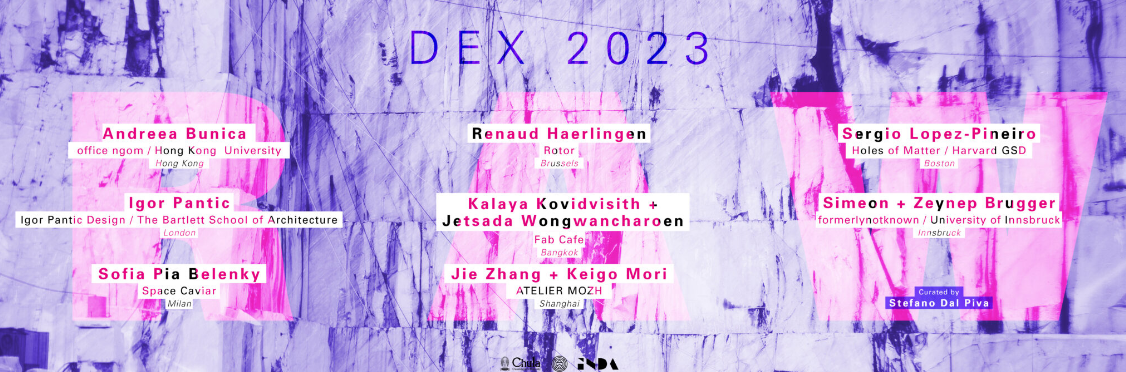 DEX 2023
RAW
Andreea Bunica
office ngom / Hong Kong University
Hong Kong
Igor Pantic
Igor Pantic Design / The Bartlett School of Architecture
London
Sofia Pia Belenky
Space Caviar
Milan
Renaud Haerlingen
Rotor
Brussels
Kalaya Kovidvisith +
Jetsada Wongwancharoen
Fab Cafe
Bangkok
Jie Zhang + Keigo Mori
ATELIER MOZH
Shanghai
Sergio Lopez-Pineiro
Holes of Matter / Harvard GSD
Boston
Simeon + Zeynep Brugger
formerlynotknown / University of Innsbruck
Innsbruck
Curated by
Stefano Dal Piva
Chula
INDA